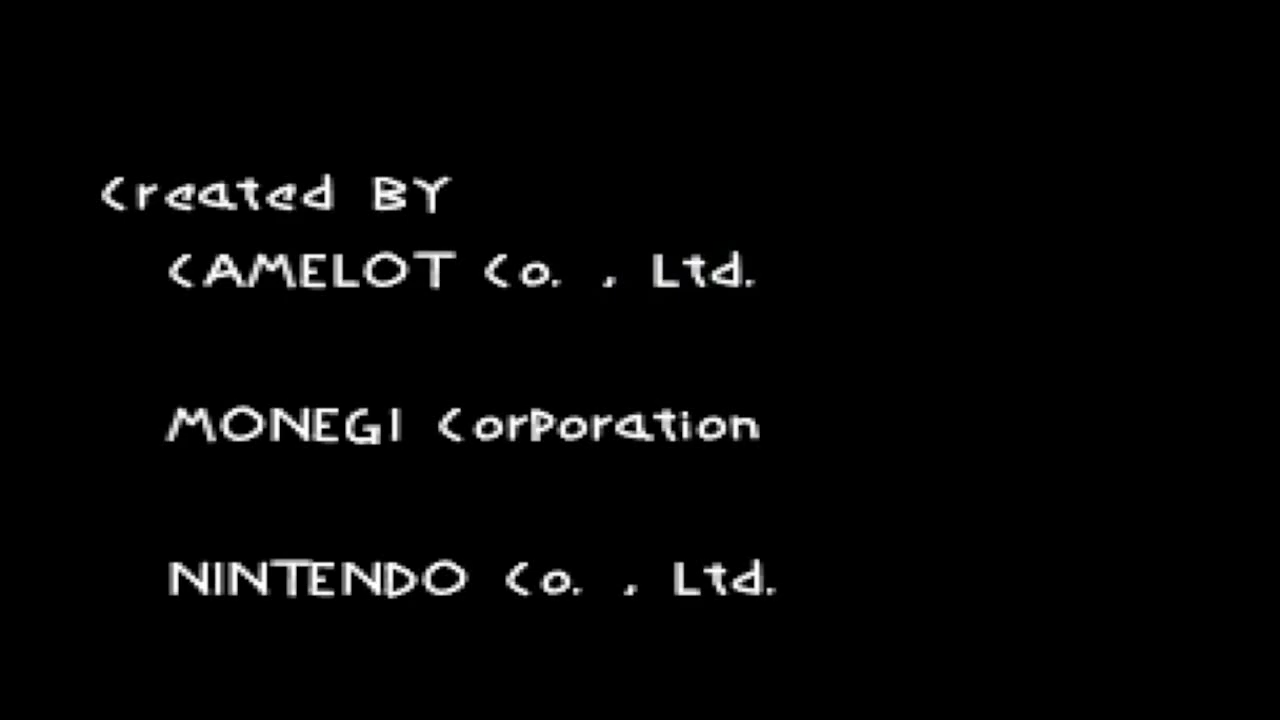 Created BY
CAMELOT Co. , Ltd.
MONEGI Corporation
NINTENDO Co. , Ltd.